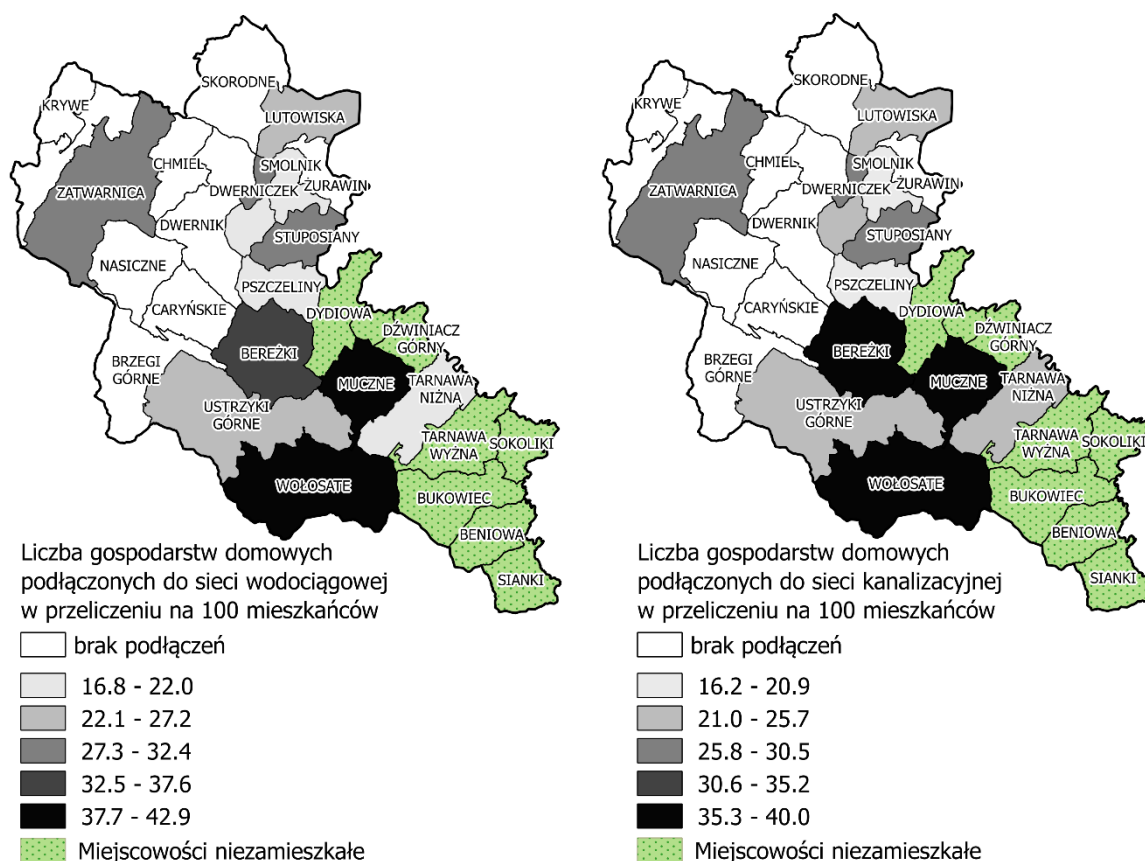 SKORODNE
KRYWE
LUTOWISKA
CHMIEL
SMOLNIK
ZATWARNICA
DWERNICZEK
ŻURAWIN
DWERNIK
STUPOSIANY
NASICZNE
PSZCZELINY
CARYŃSKIE
DYDIOWA
DŹWINIACZ
GÓRNY
BRZEGI
GÓRNE
BEREŻKI
MUCZNE
TARNAWA
NIŻNA
USTRZYKI
GÓRNE
TARNAWA
WYŻNA
SOKOLIKI
WOŁOSATE
BUKOWIEC
BENIOWA
SIANKI
Liczba gospodarstw domowych
podłączonych do sieci wodociągowej
w przeliczeniu na 100 mieszkańców
brak podłączeń
16.8 - 22.0
22.1 - 27.2
27.3 - 32.4
32.5 - 37.6
37.7 - 42.9
Miejscowości niezamieszkałe
SKORODNE
KRYWE
LUTOWISKA
CHMIEL
SMOLNIK
ZATWARNICA
DWERNICZEK
ŻURAWIN
DWERNIK
STUPOSIANY
NASICZNE
PSZCZELINY
CARYŃSKIE
DYDIOWA
DŹWINIACZ
GÓRNY
BRZEGI
GÓRNE
BEREŻKI
MUCZNE
TARNAWA
NIŻNA
USTRZYKI
GÓRNE
TARNAWA
WYŻNA
SOKOLIKI
WOŁOSATE
BUKOWIEC
BENIOWA
SIANKI
Liczba gospodarstw domowych
podłączonych do sieci kanalizacyjnej
w przeliczeniu na 100 mieszkańców
brak podłączeń
16.2 - 20.9
21.0 - 25.7
25.8 - 30.5
30.6 - 35.2
35.3 - 40.0
Miejscowości niezamieszkałe